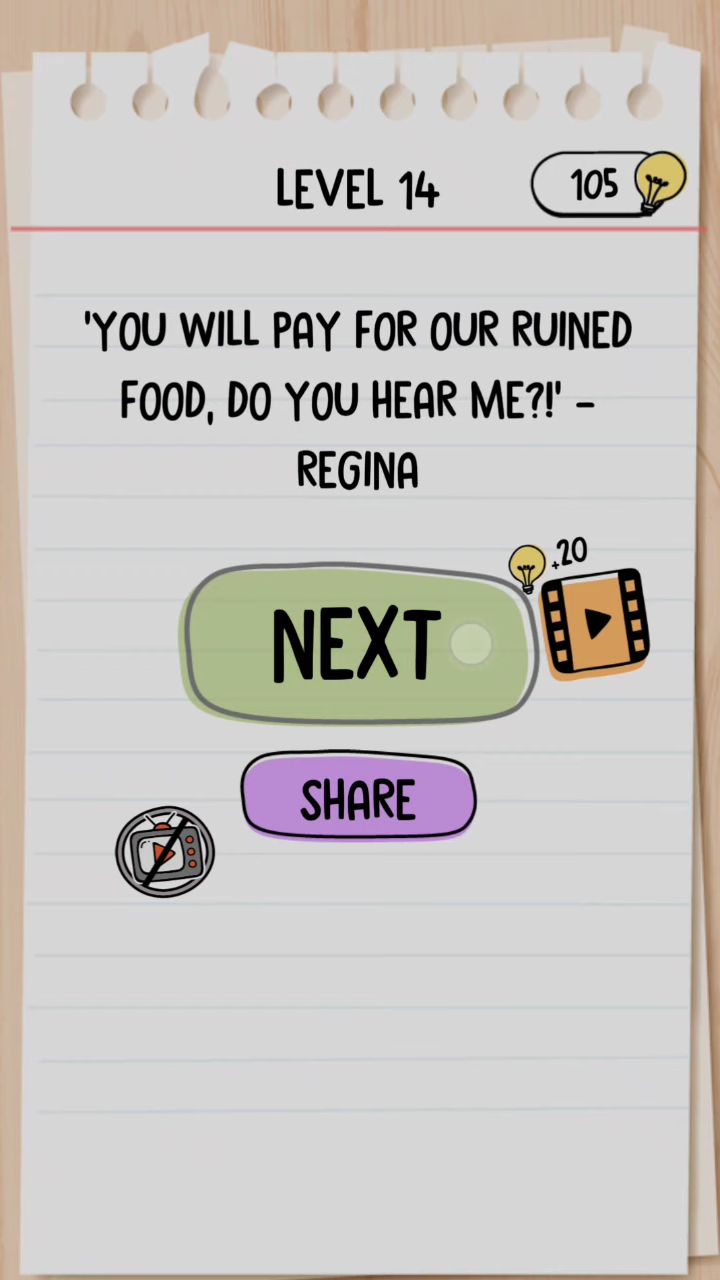 LEVEL 14
105
'YOU WILL PAY FOR OUR RUINED
FOOD, DO YOU HEAR ME?!' -
REGINA
+20
NEXT
SHARE